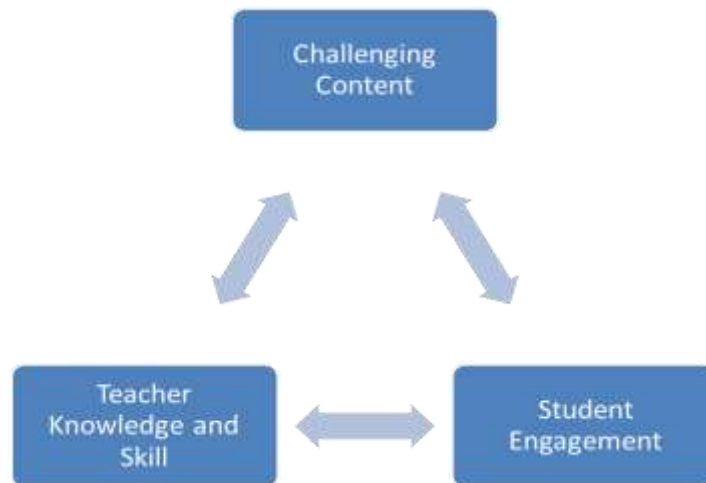 Challenging
Content
Teacher
Knowledge and
Skill
Student
Engagement